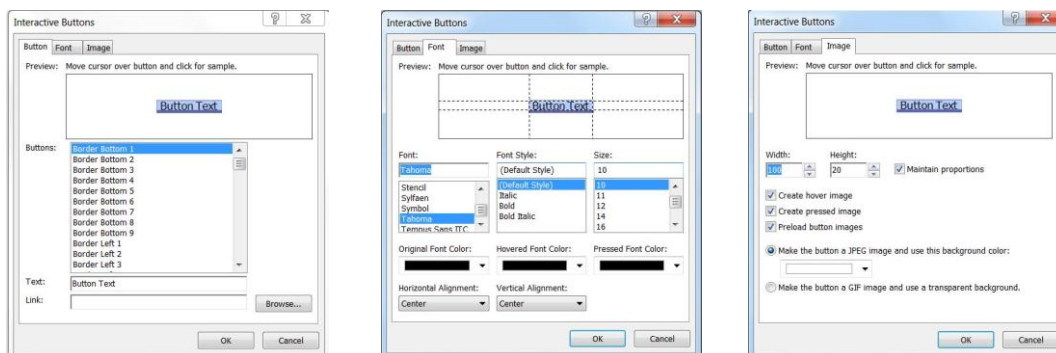 Interactive Buttons
Button Font Image
Preview: Move cursor over button and click for sample.
Button Text
Buttons:
Border Bottom 1
Border Bottom 2
Border Bottom 3
Border Bottom 4
Border Bottom 5
Border Bottom 6
Border Bottom 7
Border Bottom 8
Border Bottom 9
Border Left 1
Border Left 2
Border Left 3
Text: Button Text
Link:
Browse...
OK Cancel
Interactive Buttons
Button Font Image
Preview: Move cursor over button and click for sample.
Button Text
Font: Font Style: Size:
Tahoma (Default Style) 10
Stencil (Default Style) 10
Sylfaen Italic 11
Symbol Bold 12
Tahoma Bold Italic 14
Tempus Sans ITC 16
Original Font Color: Hovered Font Color: Pressed Font Color:
Horizontal Alignment: Vertical Alignment:
Center Center
OK Cancel
Interactive Buttons
Button Font Image
Preview: Move cursor over button and click for sample.
Button Text
Width: Height:
100 20 Maintain proportions
Create hover image
Create pressed image
Preload button images
Make the button a JPEG image and use this background color:
Make the button a GIF image and use a transparent background.
OK Cancel